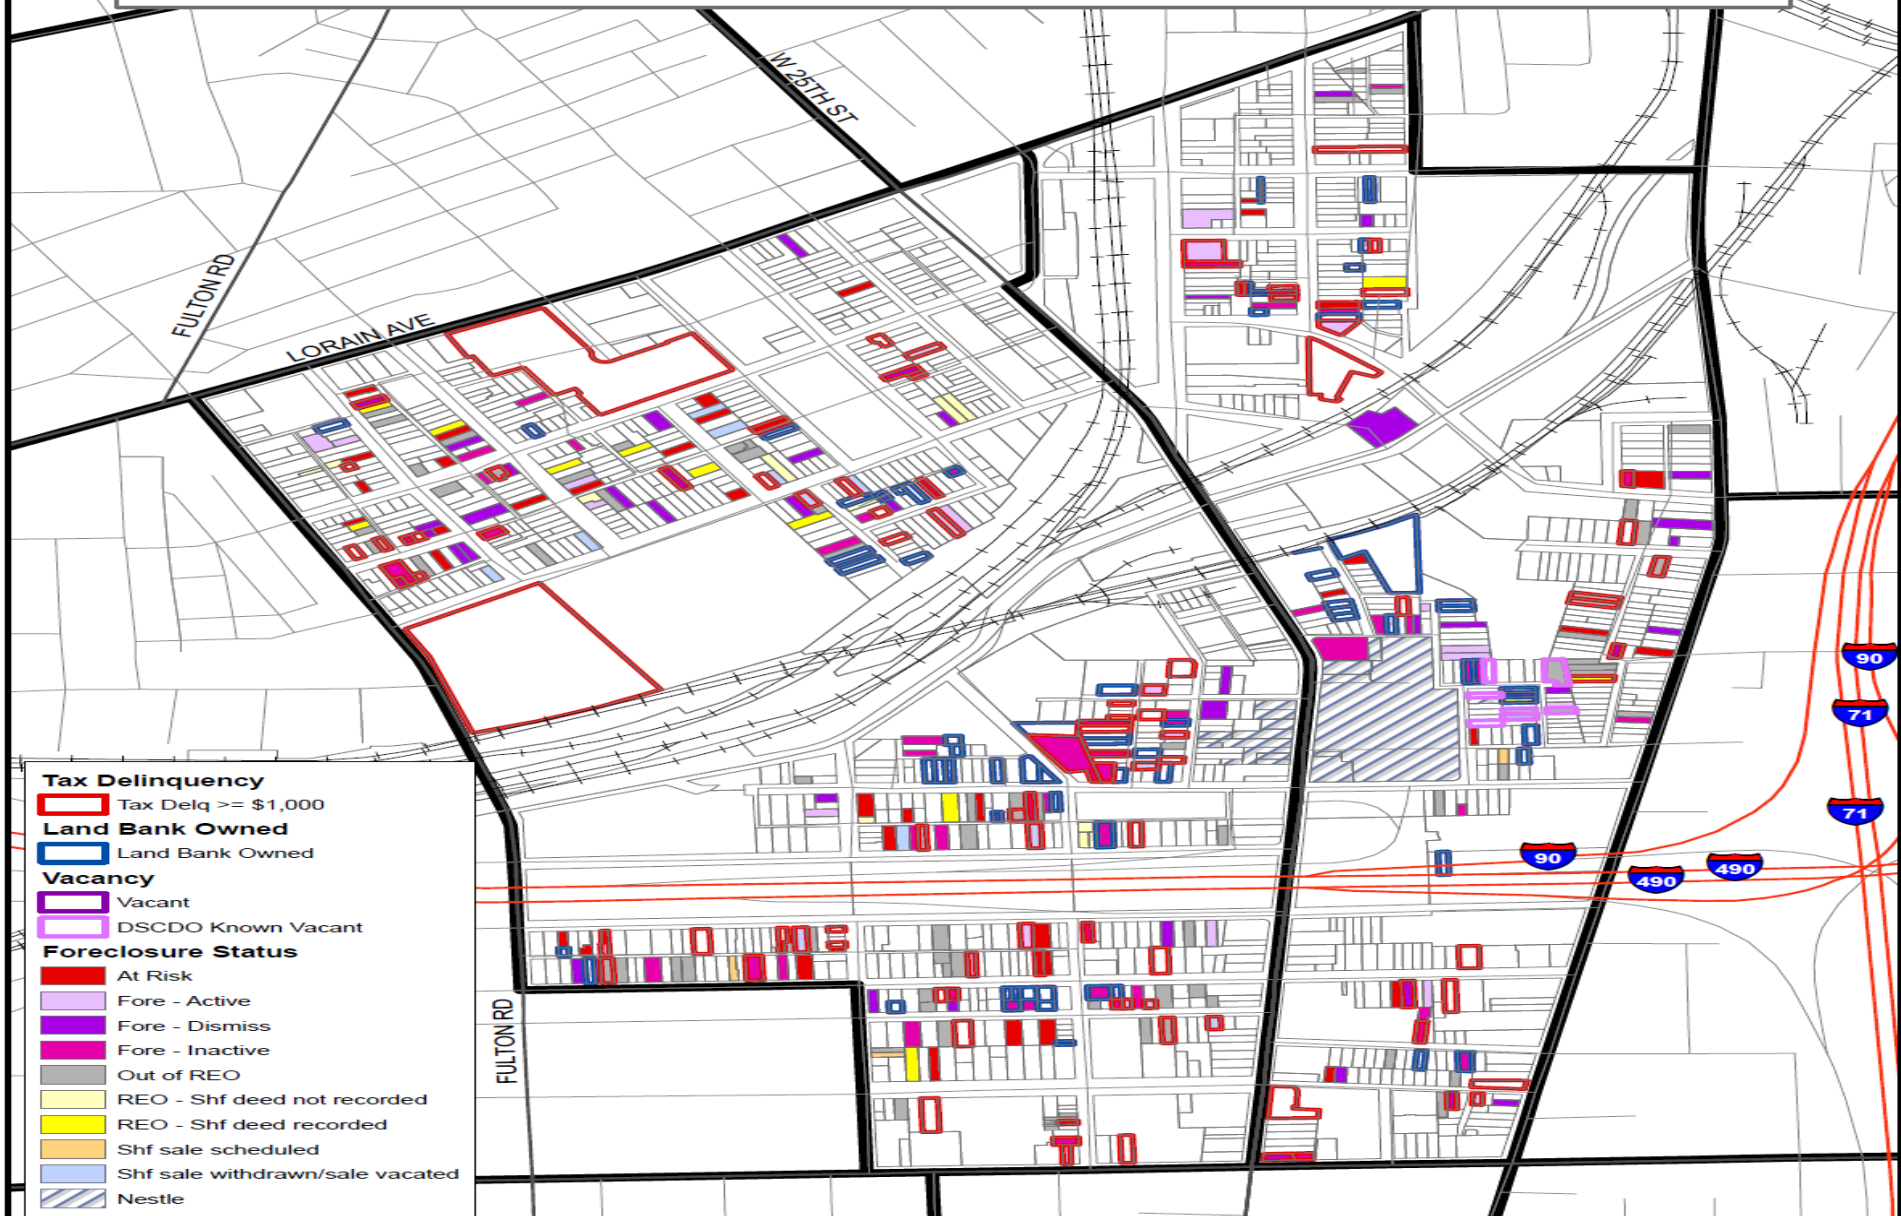 W 25TH ST
FULTON RD
LORAIN AVE
90
71
71
90
490
490
FULTON RD
Tax Delinquency
Tax Delq >= $1,000
Land Bank Owned
Land Bank Owned
Vacancy
Vacant
DSCDO Known Vacant
Foreclosure Status
At Risk
Fore - Active
Fore - Dismiss
Fore - Inactive
Out of REO
REO - Shf deed not recorded
REO - Shf deed recorded
Shf sale scheduled
Shf sale withdrawn/sale vacated
Nestle